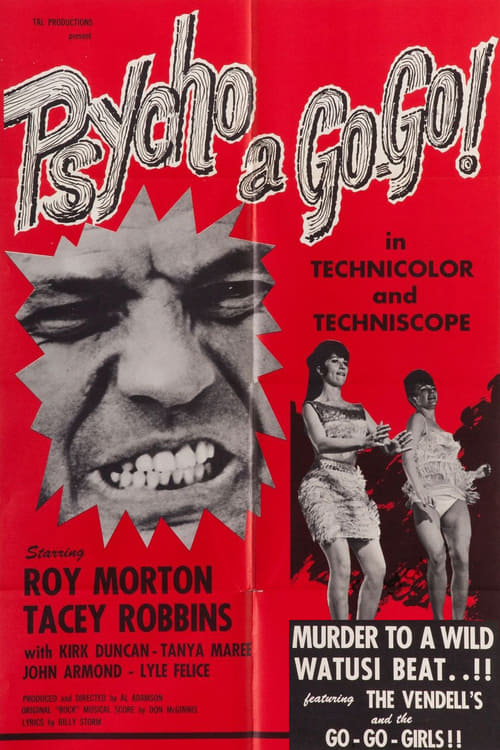 TAL PRODUCTIONS
present
Psycho a Go-Go!
in
TECHNICOLOR
and
TECHNISCOPE
Starring
ROY MORTON
TACEY ROBBINS
with KIRK DUNCAN - TANYA MAREE
JOHN ARMOND - LYLE FELICE
PRODUCED and DIRECTED by AL ADAMSON
ORIGINAL "ROCK" MUSICAL SCORE by DON McGINNIS
LYRICS by BILLY STORM
MURDER TO A WILD
WATUSI BEAT..!!
featuring THE VENDELL'S
and the
GO-GO-GIRLS!!